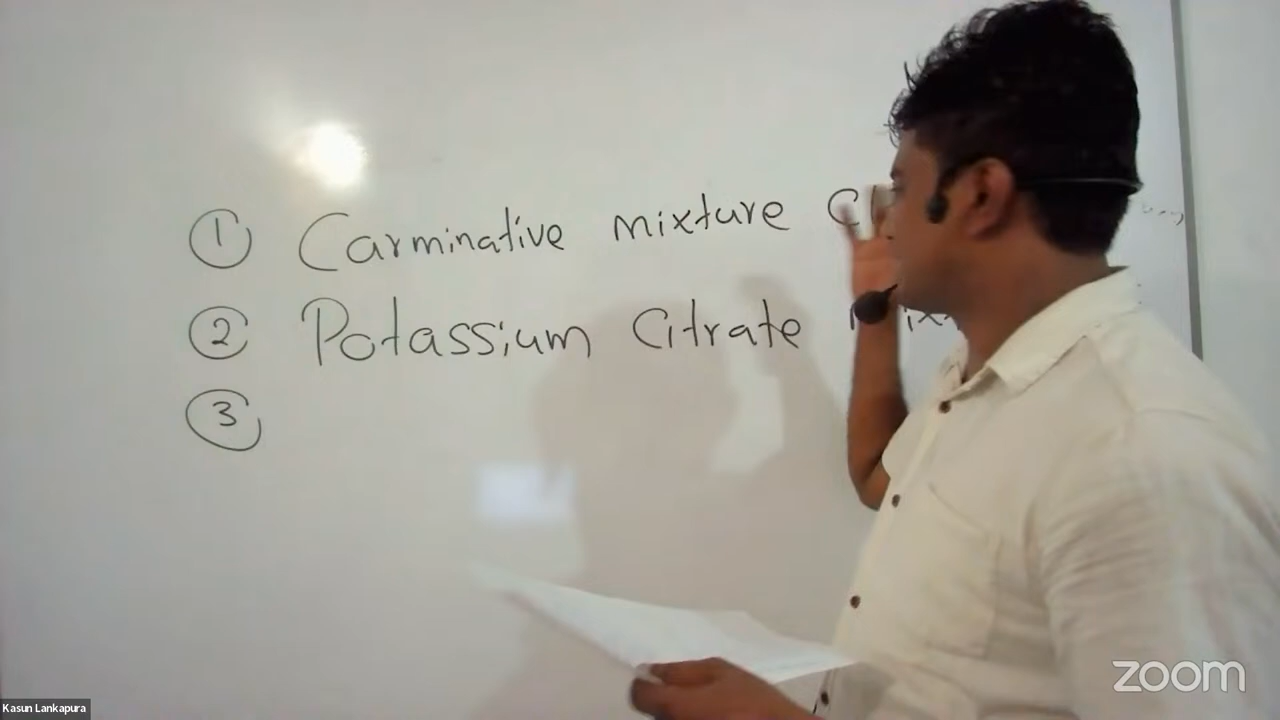 ① Carminative mixture
② Potassium Citrate
③
Kasun Lankapura
zoom